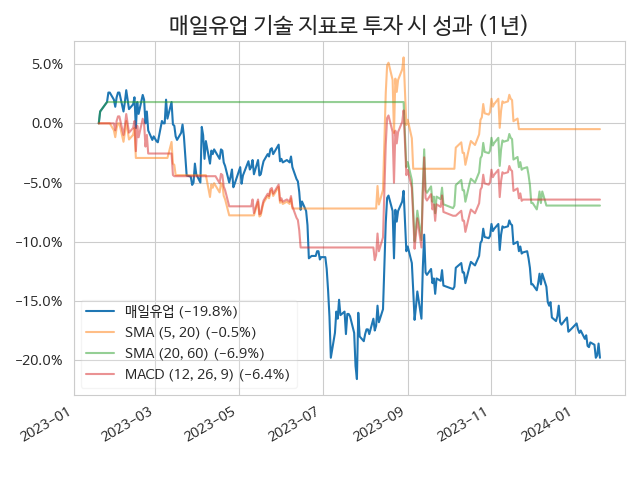 매일유업 기술 지표로 투자 시 성과 (1년)
5.0%
0.0%
−5.0%
−10.0%
−15.0%
−20.0%
매일유업 (−19.8%)
SMA (5, 20) (−0.5%)
SMA (20, 60) (−6.9%)
MACD (12, 26, 9) (−6.4%)
2023-01
2023-03
2023-05
2023-07
2023-09
2023-11
2024-01